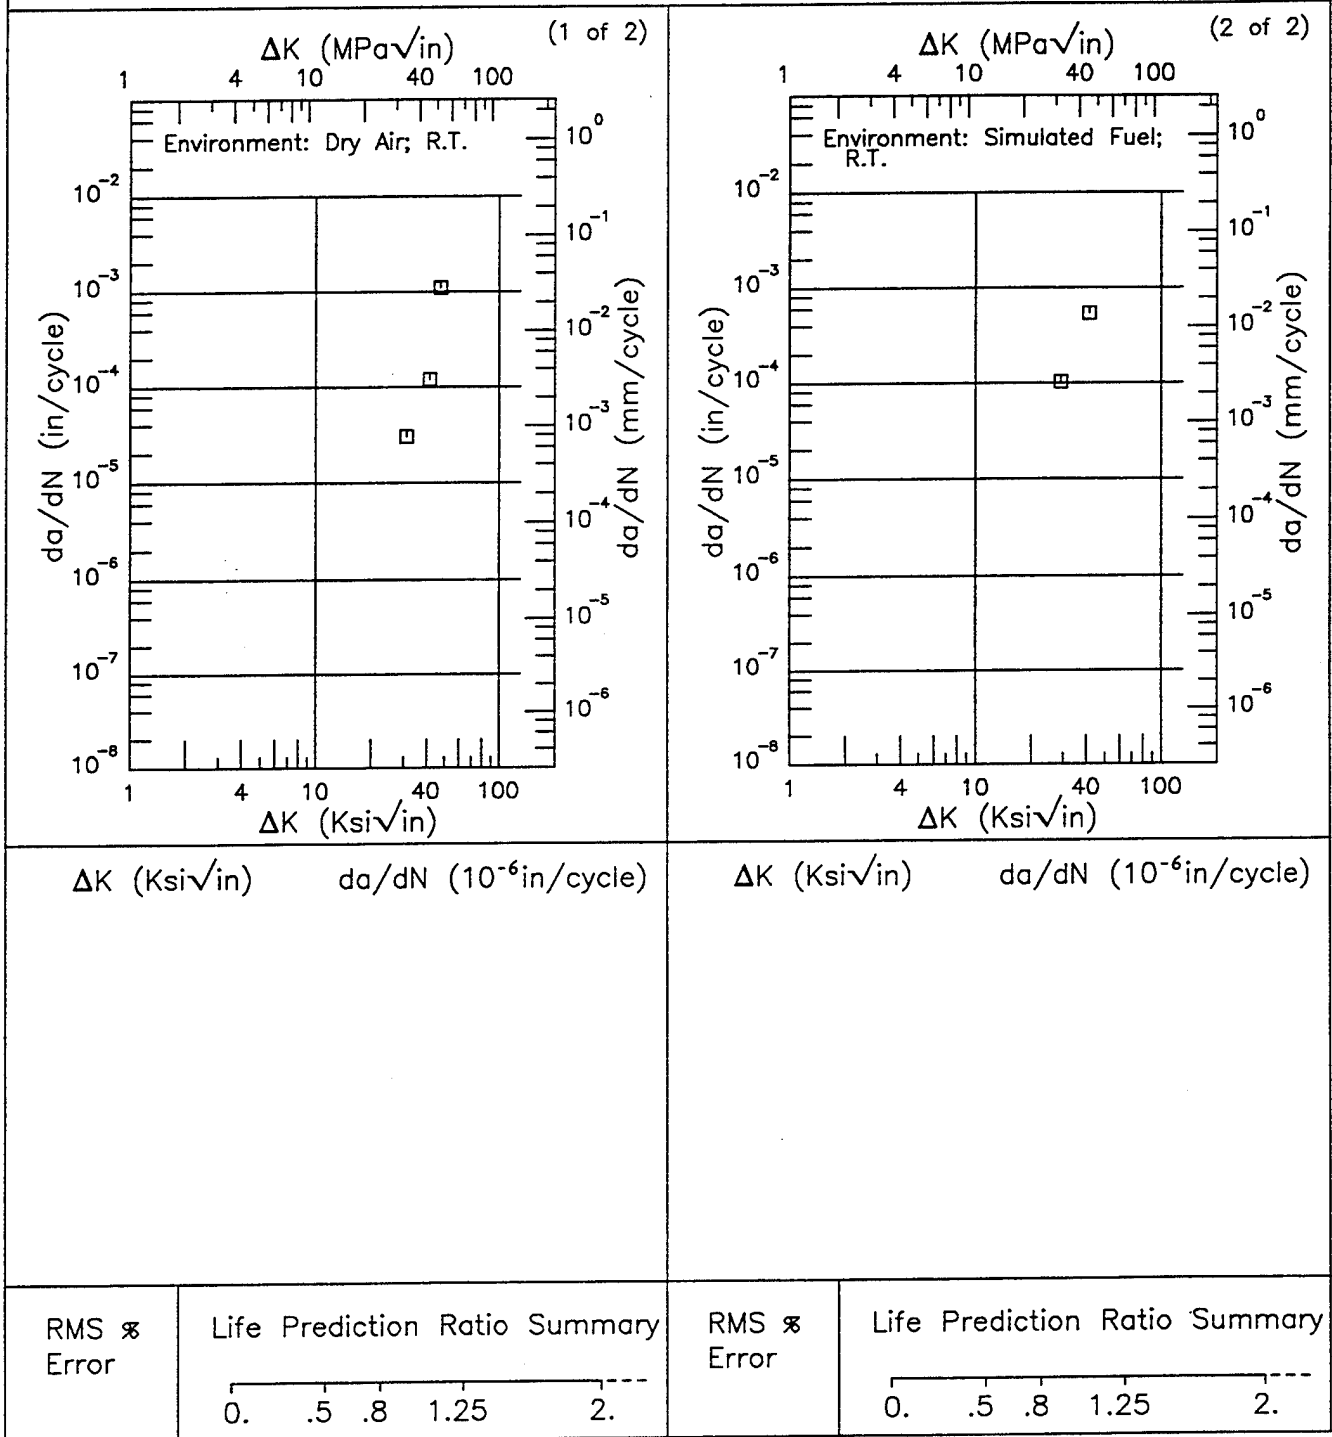 (1 of 2)
ΔK (MPa√in)
1 4 10 40 100
Environment: Dry Air; R.T.
da/dN (in/cycle)
10⁻²
10⁻³
10⁻⁴
10⁻⁵
10⁻⁶
10⁻⁷
10⁻⁸
10⁰
10⁻¹
10⁻²
10⁻³
10⁻⁴
10⁻⁵
10⁻⁶
da/dN (mm/cycle)
1 4 10 40 100
ΔK (Ksi√in)
ΔK (Ksi√in) da/dN (10⁻⁶in/cycle)
RMS %
Error
Life Prediction Ratio Summary
0. .5 .8 1.25 2.
(2 of 2)
ΔK (MPa√in)
1 4 10 40 100
Environment: Simulated Fuel;
R.T.
da/dN (in/cycle)
10⁻²
10⁻³
10⁻⁴
10⁻⁵
10⁻⁶
10⁻⁷
10⁻⁸
10⁰
10⁻¹
10⁻²
10⁻³
10⁻⁴
10⁻⁵
10⁻⁶
da/dN (mm/cycle)
1 4 10 40 100
ΔK (Ksi√in)
ΔK (Ksi√in) da/dN (10⁻⁶in/cycle)
RMS %
Error
Life Prediction Ratio Summary
0. .5 .8 1.25 2.